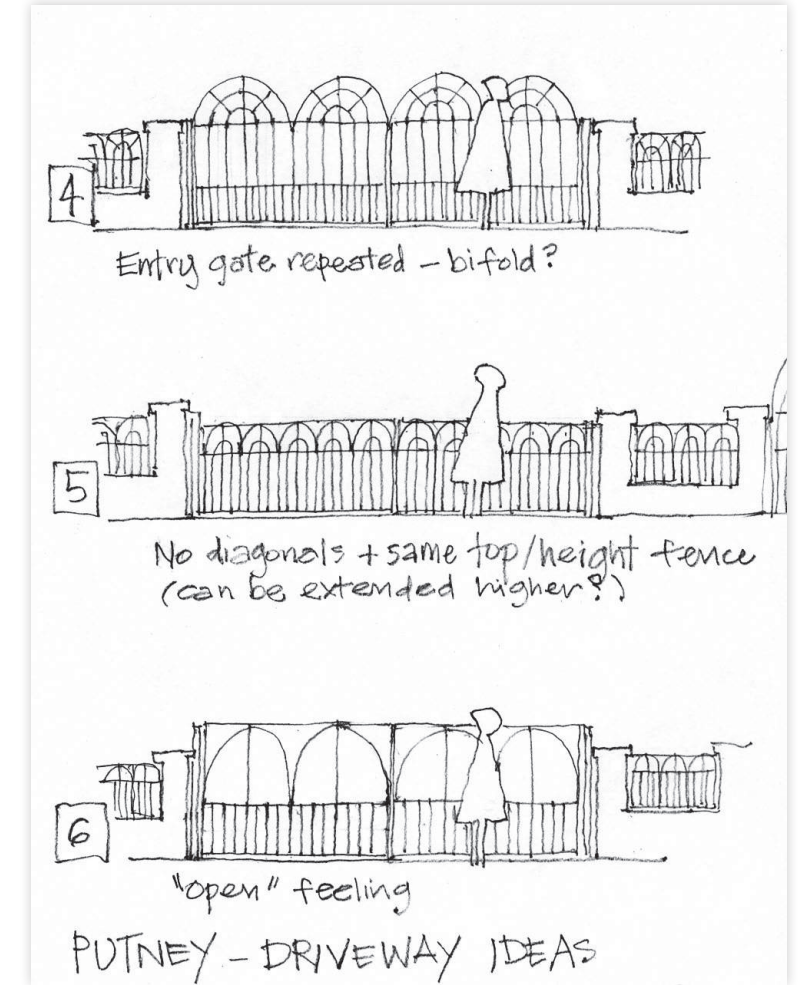 4
Entry gate repeated - bifold?
5
No diagonals + same top/height fence
(can be extended higher?)
6
"open" feeling
PUTNEY - DRIVEWAY IDEAS